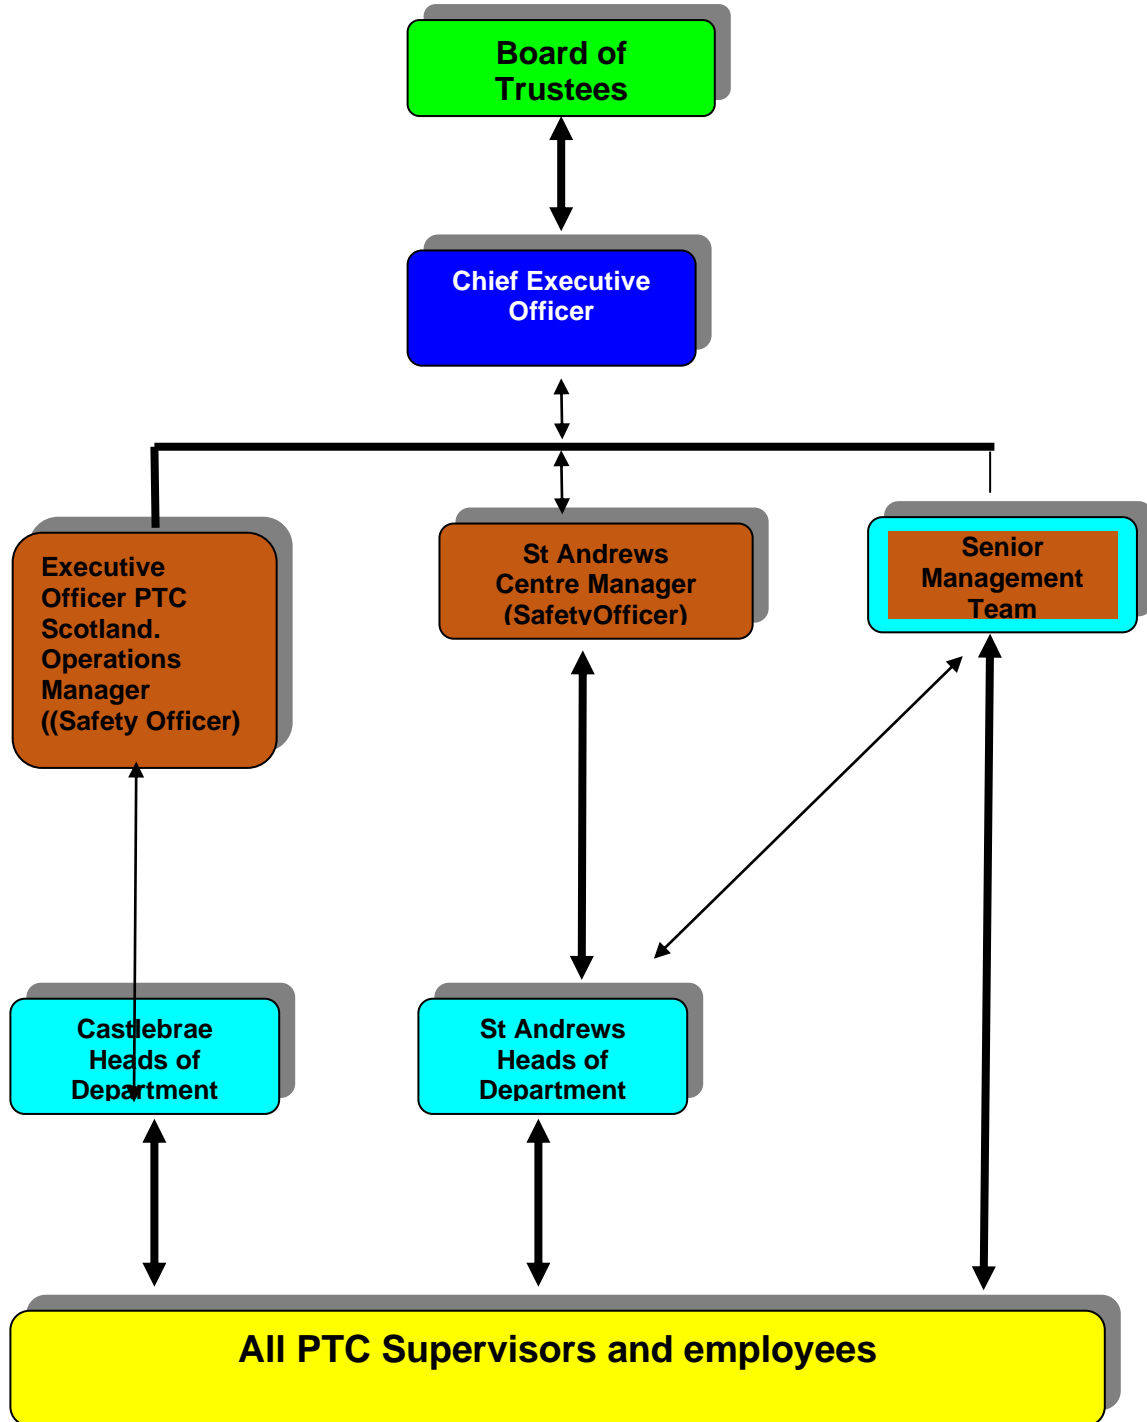 Board of
Trustees
Chief Executive
Officer
Executive
Officer PTC
Scotland.
Operations
Manager
((Safety Officer)
St Andrews
Centre Manager
(SafetyOfficer)
Senior
Management
Team
Castlebrae
Heads of
Department
St Andrews
Heads of
Department
All PTC Supervisors and employees